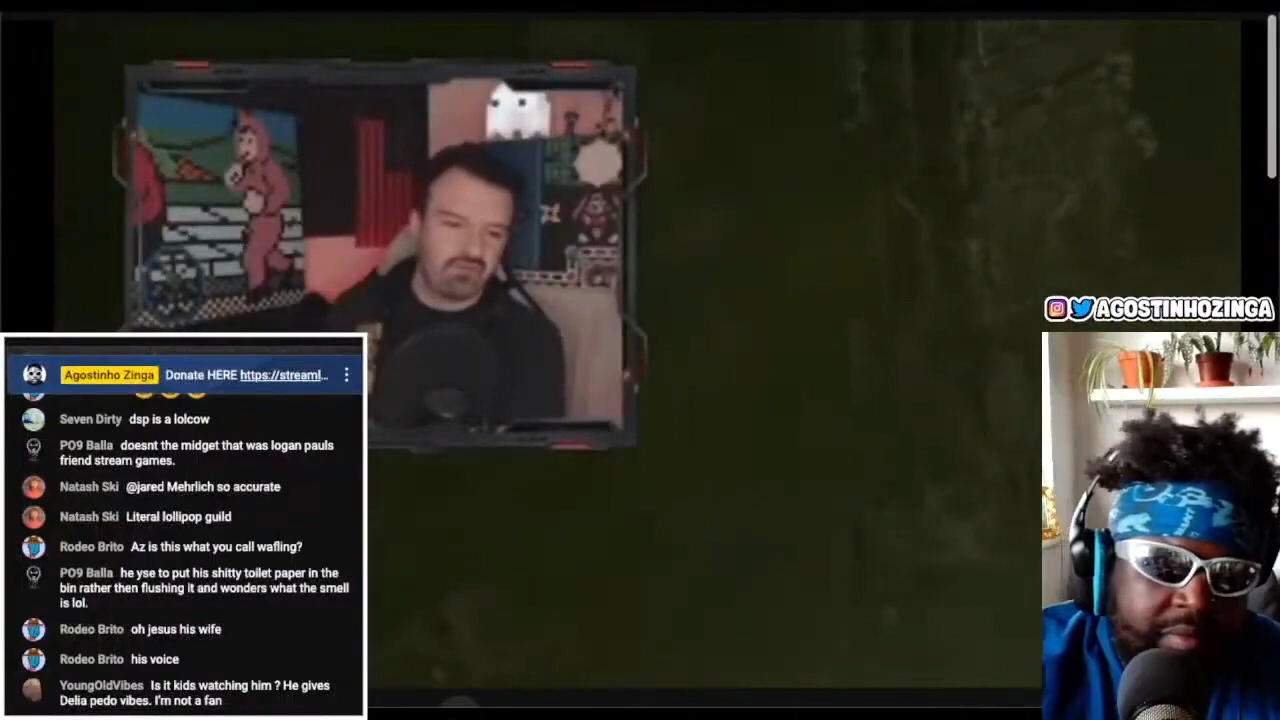 AGOSTINHOZINGA
Agostinho Zinga Donate HERE https://streaml...
Seven Dirty dsp is a lolcow
PO9 Balla doesnt the midget that was logan pauls
friend stream games.
Natash Ski @jared Mehrlich so accurate
Natash Ski Literal lollipop guild
Rodeo Brito Az is this what you call wafling?
PO9 Balla he yse to put his shitty toilet paper in the
bin rather then flushing it and wonders what the smell
is lol.
Rodeo Brito oh jesus his wife
Rodeo Brito his voice
YoungOldVibes Is it kids watching him ? He gives
Delia pedo vibes. I'm not a fan